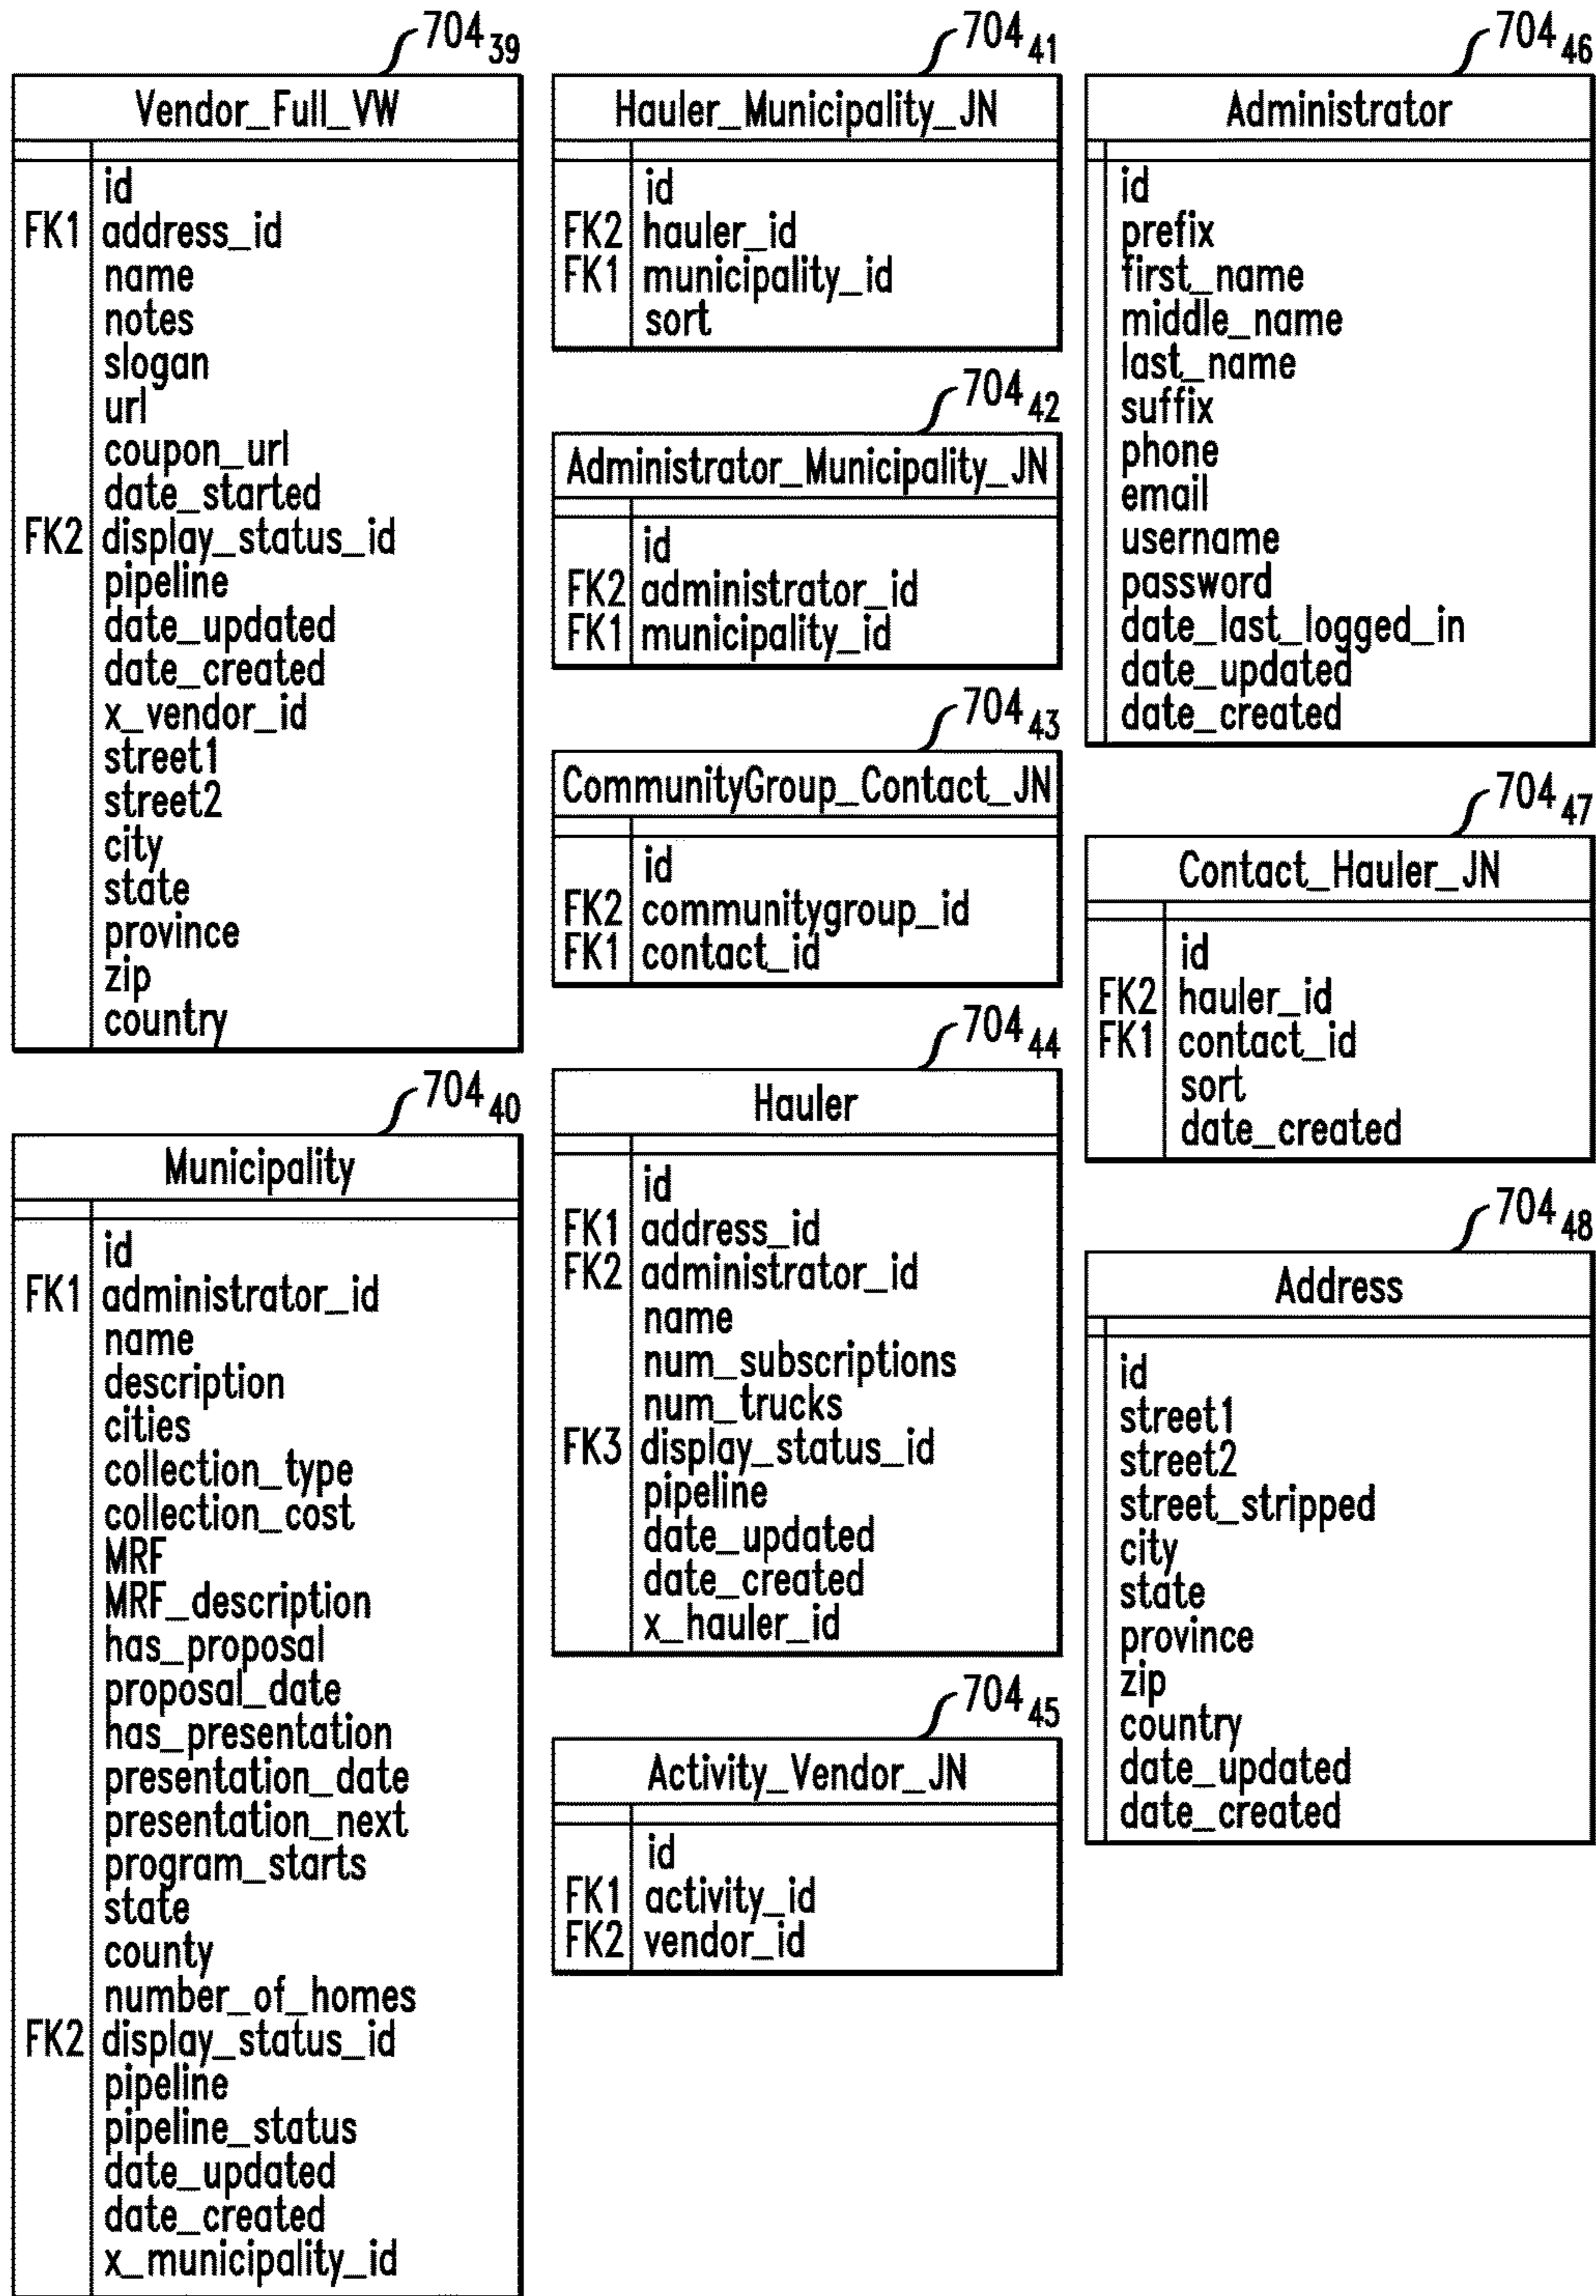 704 39
Vendor_Full_VW
id
FK1 address_id
name
notes
slogan
url
coupon_url
date_started
FK2 display_status_id
pipeline
date_updated
date_created
x_vendor_id
street1
street2
city
state
province
zip
country
704 40
Municipality
id
FK1 administrator_id
name
description
cities
collection_type
collection_cost
MRF
MRF_description
has_proposal
proposal_date
has_presentation
presentation_date
presentation_next
program_starts
state
county
number_of_homes
FK2 display_status_id
pipeline
pipeline_status
date_updated
date_created
x_municipality_id
704 41
Hauler_Municipality_JN
id
FK2 hauler_id
FK1 municipality_id
sort
704 42
Administrator_Municipality_JN
id
FK2 administrator_id
FK1 municipality_id
704 43
CommunityGroup_Contact_JN
id
FK2 communitygroup_id
FK1 contact_id
704 44
Hauler
id
FK1 address_id
FK2 administrator_id
name
num_subscriptions
num_trucks
FK3 display_status_id
pipeline
date_updated
date_created
x_hauler_id
704 45
Activity_Vendor_JN
id
FK1 activity_id
FK2 vendor_id
704 46
Administrator
id
prefix
first_name
middle_name
last_name
suffix
phone
email
username
password
date_last_logged_in
date_updated
date_created
704 47
Contact_Hauler_JN
id
FK2 hauler_id
FK1 contact_id
sort
date_created
704 48
Address
id
street1
street2
street_stripped
city
state
province
zip
country
date_updated
date_created